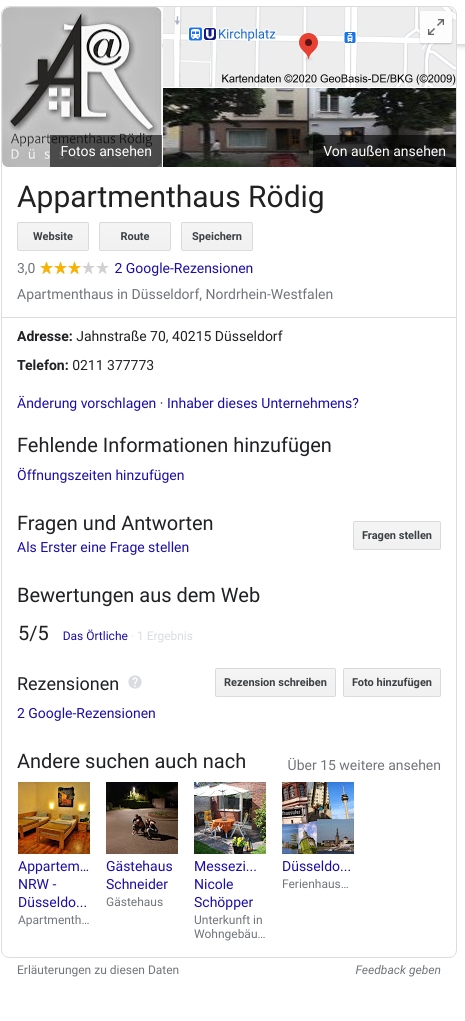 Kirchplatz
Kartendaten ©2020 GeoBasis-DE/BKG (©2009)
Appartementhaus Rödig
D ü s
Fotos ansehen
Von außen ansehen
Appartmenthaus Rödig
Website
Route
Speichern
3,0 2 Google-Rezensionen
Apartmenthaus in Düsseldorf, Nordrhein-Westfalen
Adresse: Jahnstraße 70, 40215 Düsseldorf
Telefon: 0211 377773
Änderung vorschlagen · Inhaber dieses Unternehmens?
Fehlende Informationen hinzufügen
Öffnungszeiten hinzufügen
Fragen und Antworten
Als Erster eine Frage stellen
Fragen stellen
Bewertungen aus dem Web
5/5 Das Örtliche · 1 Ergebnis
Rezensionen ?
Rezension schreiben
Foto hinzufügen
2 Google-Rezensionen
Andere suchen auch nach
Über 15 weitere ansehen
Appartem...
NRW -
Düsseldo...
Apartmenth...
Gästehaus
Schneider
Gästehaus
Messezi...
Nicole
Schöpper
Unterkunft in
Wohngebäu...
Düsseldo...
Ferienhaus...
Erläuterungen zu diesen Daten
Feedback geben